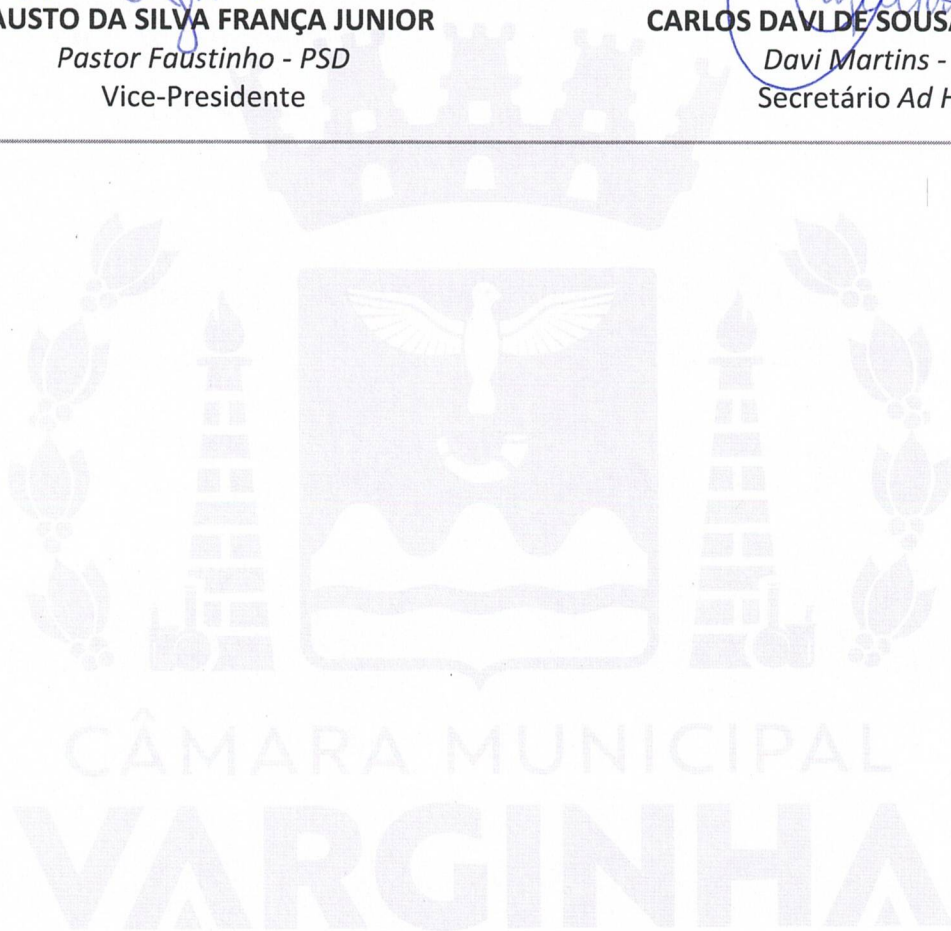 AUSTO DA SILVA FRANÇA JUNIOR
Pastor Faustinho - PSD
Vice-Presidente
CARLOS DAVI DE SOUSA
Davi Martins -
Secretário Ad H
CÂMARA MUNICIPAL
VARGINHA